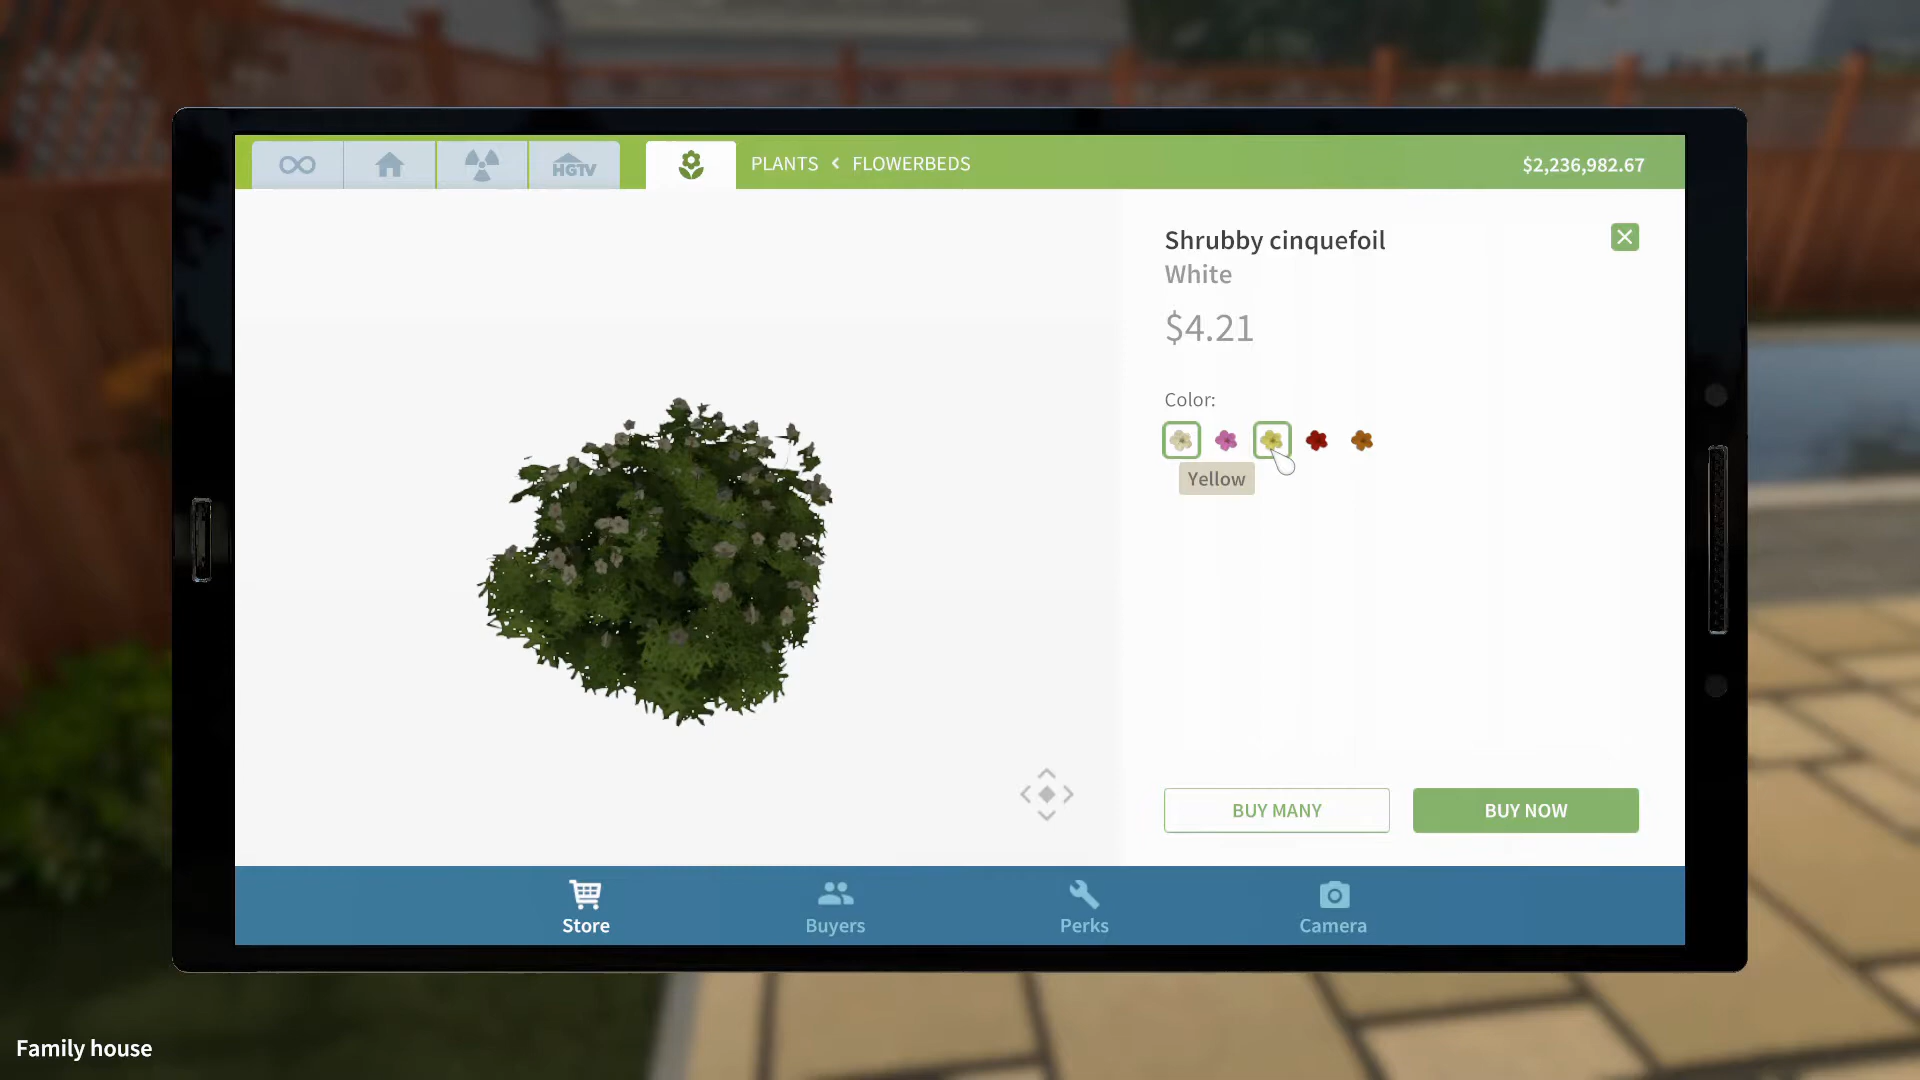 HGTV
PLANTS < FLOWERBEDS
$2,236,982.67
Shrubby cinquefoil
White
$4.21
Color:
Yellow
BUY MANY
BUY NOW
Store
Buyers
Perks
Camera
Family house